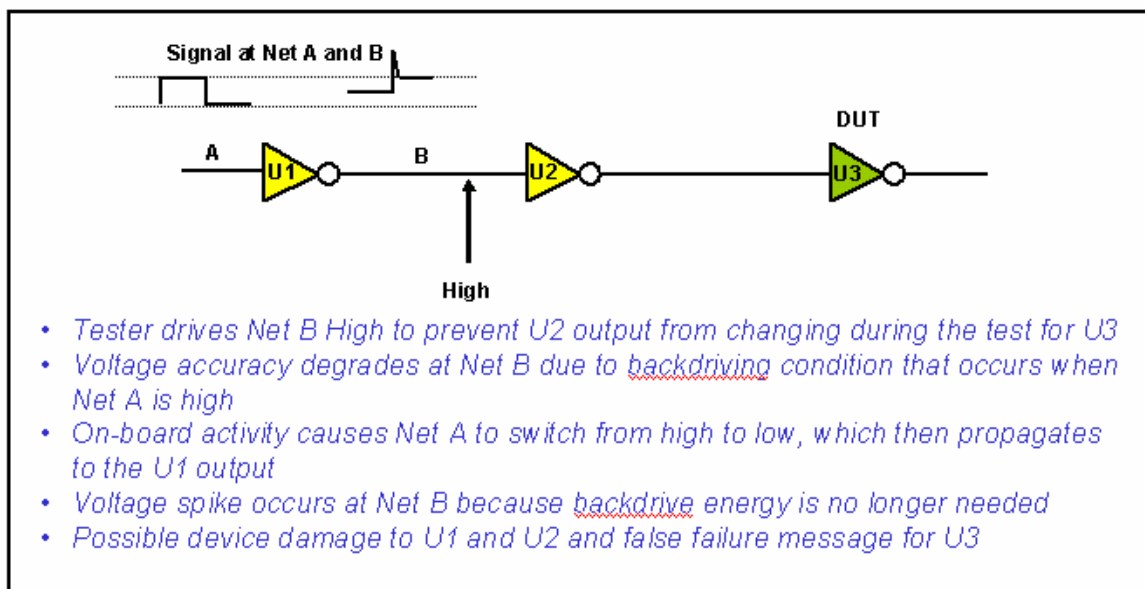 Signal at Net A and B
DUT
A
B
U1
U2
U3
High
• Tester drives Net B High to prevent U2 output from changing during the test for U3
• Voltage accuracy degrades at Net B due to backdriving condition that occurs when
Net A is high
• On-board activity causes Net A to switch from high to low, which then propagates
to the U1 output
• Voltage spike occurs at Net B because backdrive energy is no longer needed
• Possible device damage to U1 and U2 and false failure message for U3